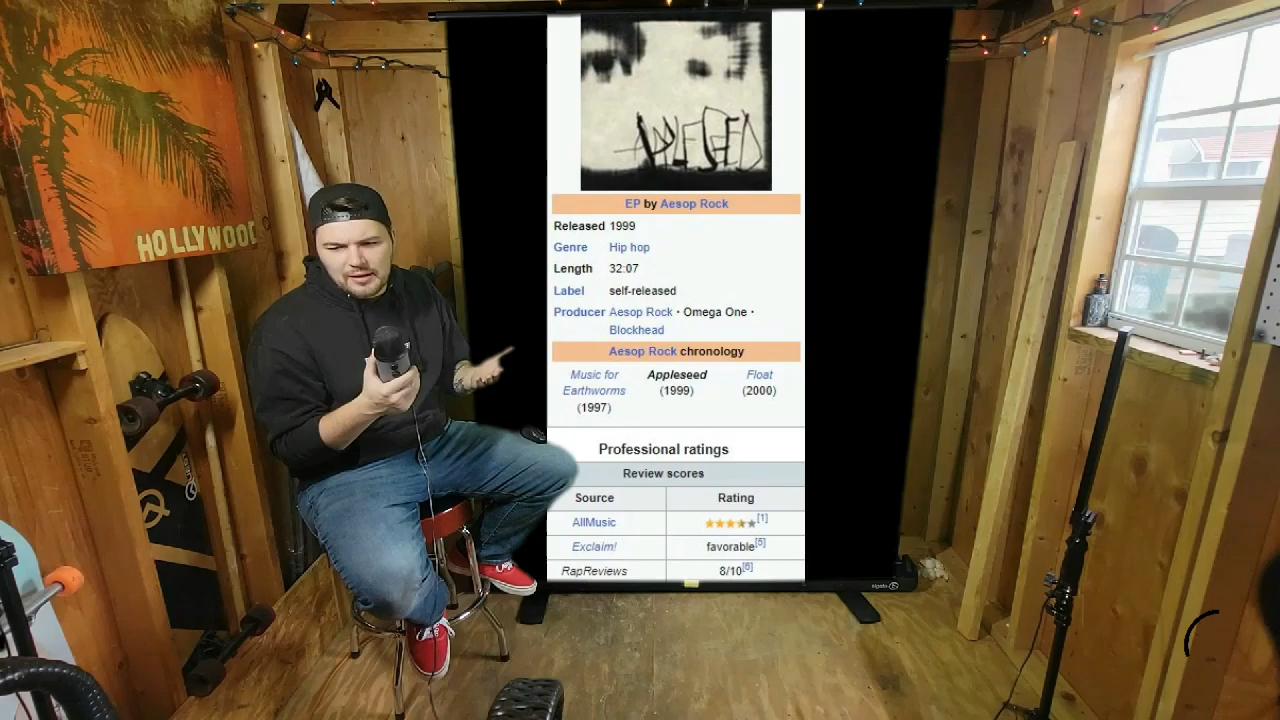 HOLLYWOOD
APPLESEED
EP by Aesop Rock
Released 1999
Genre Hip hop
Length 32:07
Label self-released
Producer Aesop Rock · Omega One ·
Blockhead
Aesop Rock chronology
Music for Appleseed Float
Earthworms (1999) (2000)
(1997)
Professional ratings
Review scores
Source Rating
AllMusic [1]
Exclaim! favorable[5]
RapReviews 8/10[6]
elgato